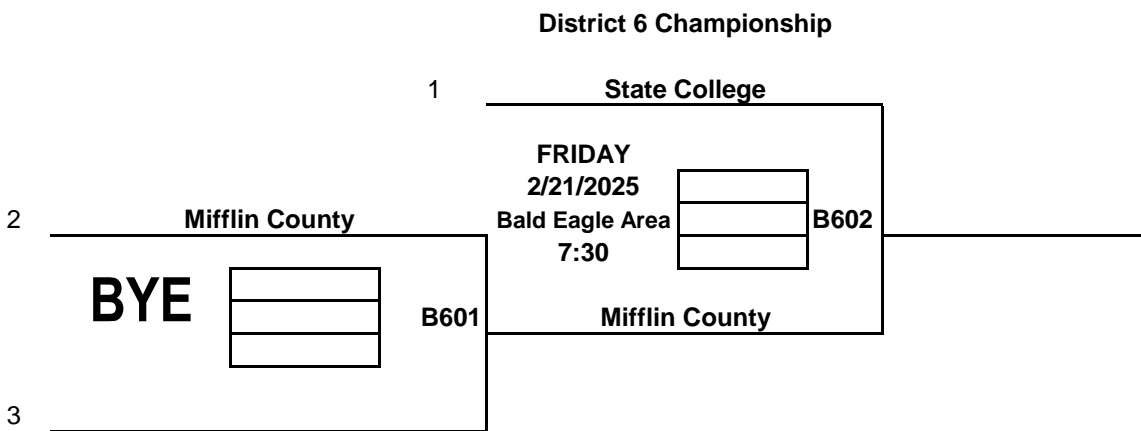 District 6 Championship
1 State College
FRIDAY
2/21/2025
2 Mifflin County Bald Eagle Area B602
7:30
BYE
B601 Mifflin County
3